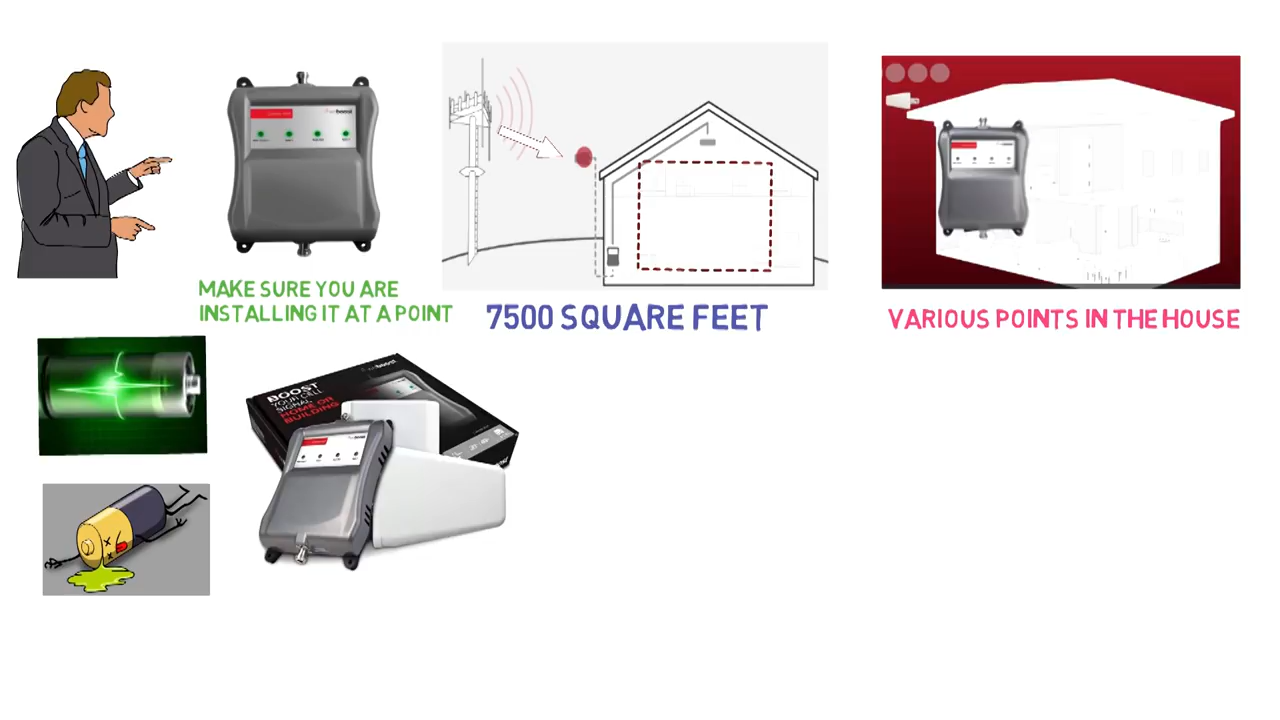 MAKE SURE YOU ARE
INSTALLING IT AT A POINT
7500 SQUARE FEET
VARIOUS POINTS IN THE HOUSE
BOOST
YOUR CELL
SIGNAL
HOME OR
BUILDING